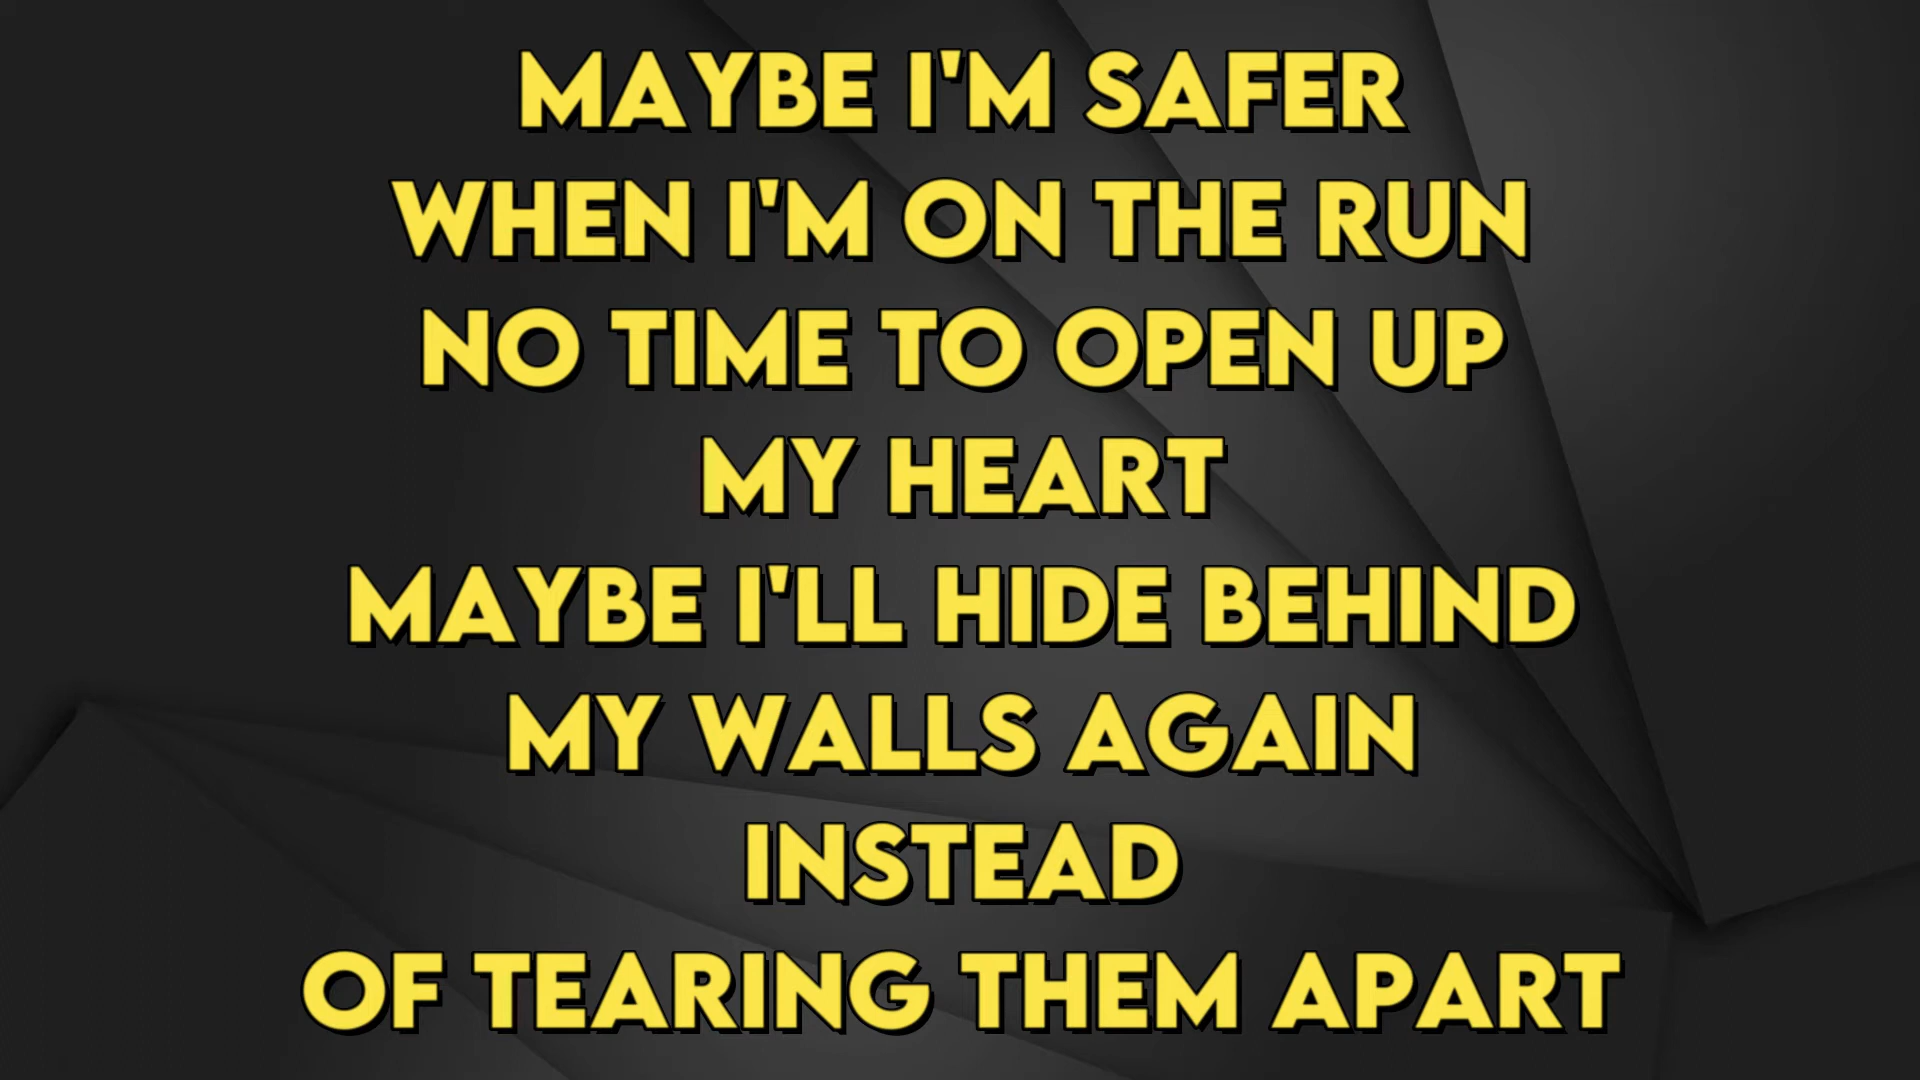 MAYBE I'M SAFER
WHEN I'M ON THE RUN
NO TIME TO OPEN UP
MY HEART
MAYBE I'LL HIDE BEHIND
MY WALLS AGAIN
INSTEAD
OF TEARING THEM APART